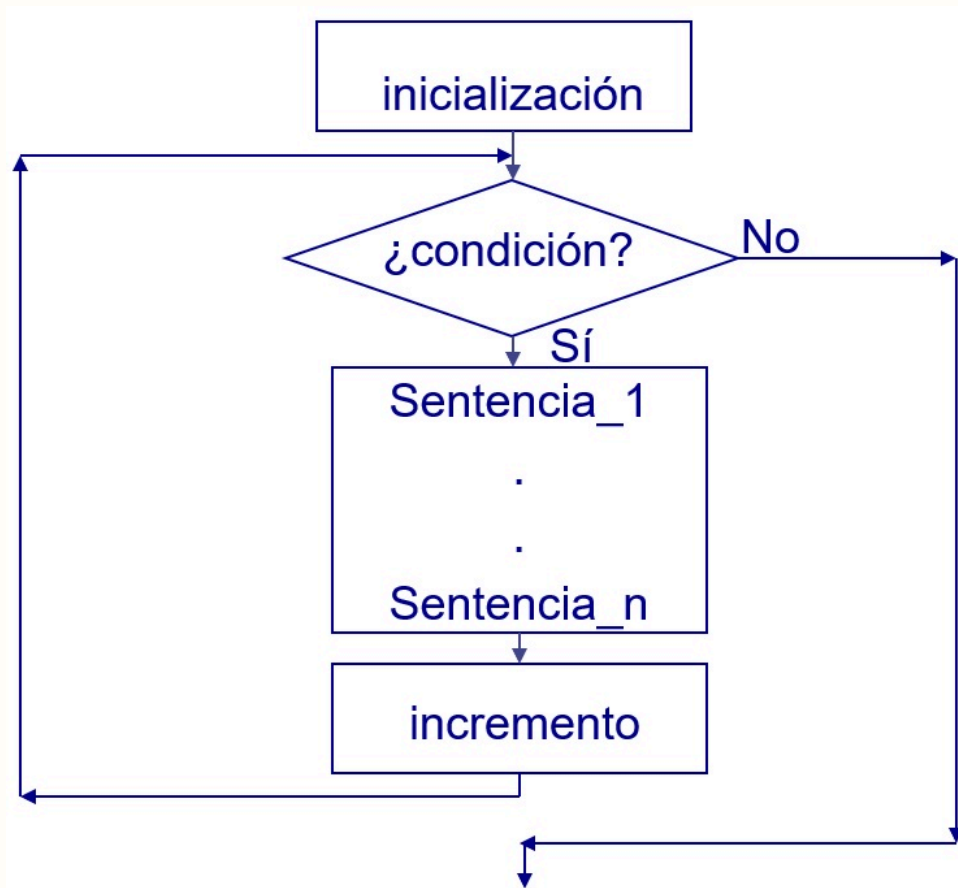 inicialización
¿condición?
No
Sí
Sentencia_1
.
.
Sentencia_n
incremento